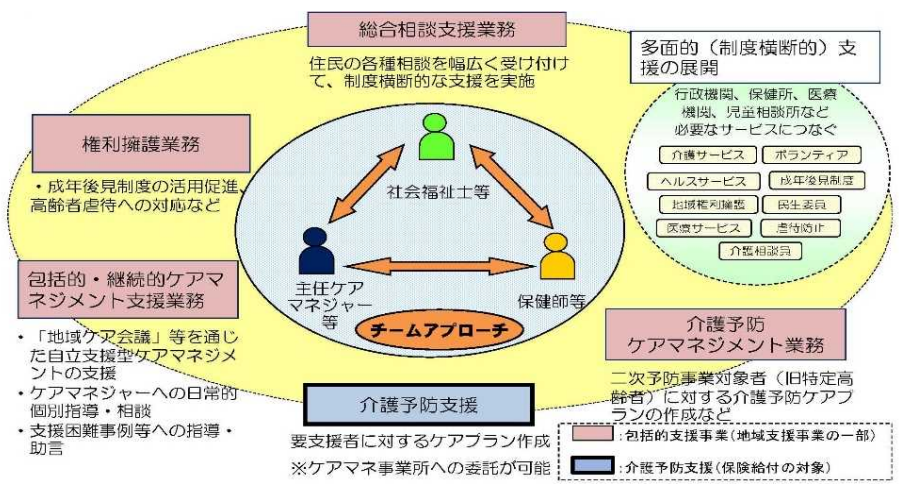 総合相談支援業務
住民の各種相談を幅広く受け付け
て、制度横断的な支援を実施
多面的（制度横断的）支
援の展開
行政機関、保健所、医療
機関、児童相談所など
必要なサービスにつなぐ
介護サービス
ボランティア
ヘルスサービス
成年後見制度
地域権利擁護
民生委員
医療サービス
虐待防止
介護相談員
権利擁護業務
・成年後見制度の活用促進、
高齢者虐待への対応など
社会福祉士等
主任ケア
マネジャー
等
保健師等
チームアプローチ
包括的・継続的ケアマ
ネジメント支援業務
・「地域ケア会議」等を通じ
た自立支援型ケアマネジメ
ントの支援
・ケアマネジャーへの日常的
個別指導・相談
・支援困難事例等への指導・
助言
介護予防
ケアマネジメント業務
二次予防事業対象者（旧特定高
齢者）に対する介護予防ケアプ
ランの作成など
介護予防支援
要支援者に対するケアプラン作成
※ケアマネ事業所への委託が可能
：包括的支援事業（地域支援事業の一部）
：介護予防支援（保険給付の対象）